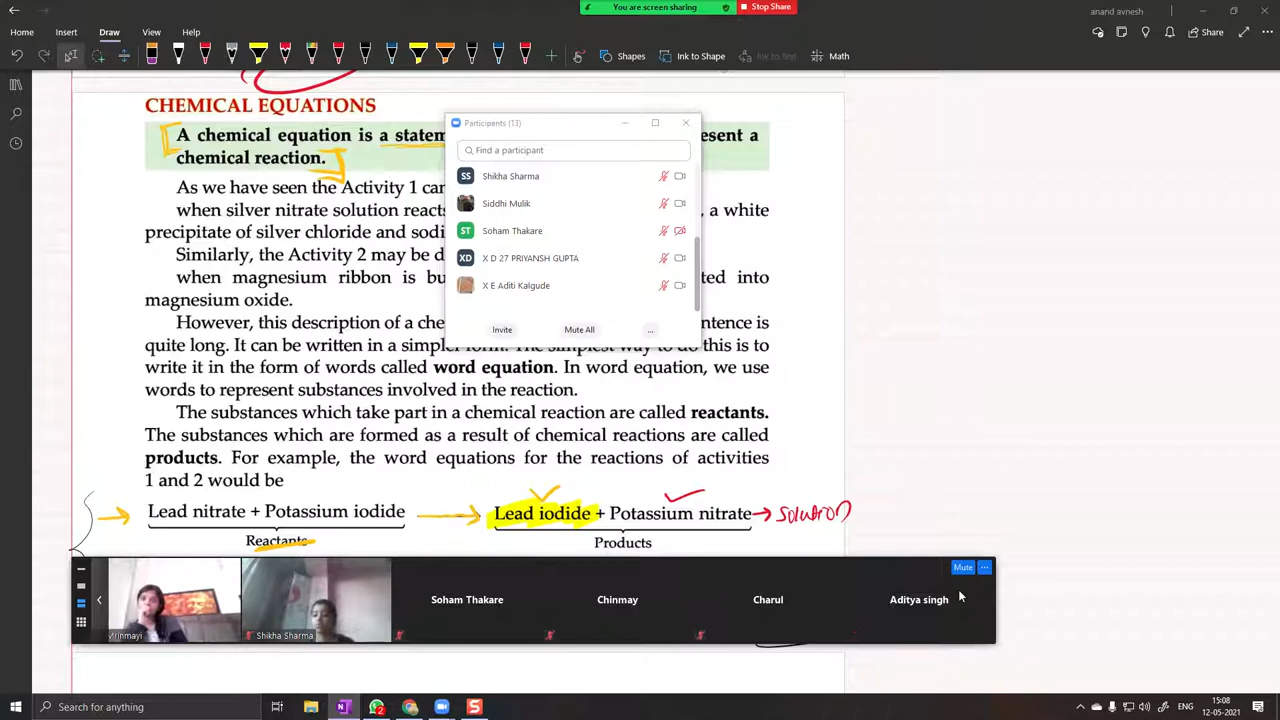 You are screen sharing
Stop Share
anand avnesh
Home
Insert
Draw
View
Help
Shapes
Ink to Shape
Ink to Text
Math
Share
CHEMICAL EQUATIONS
A chemical equation is a statem
esent a
chemical reaction.
As we have seen the Activity 1 can
when silver nitrate solution reacts
, a white
precipitate of silver chloride and sodi
Similarly, the Activity 2 may be d
when magnesium ribbon is bu
ted into
magnesium oxide.
However, this description of a che
ntence is
quite long. It can be written in a simpler form. The simplest way to do this is to
write it in the form of words called word equation. In word equation, we use
words to represent substances involved in the reaction.
The substances which take part in a chemical reaction are called reactants.
The substances which are formed as a result of chemical reactions are called
products. For example, the word equations for the reactions of activities
1 and 2 would be
Lead nitrate + Potassium iodide
Lead iodide + Potassium nitrate → Solution
Reactants
Products
Participants (13)
Find a participant
SS Shikha Sharma
Siddhi Mulik
ST Soham Thakare
XD X D 27 PRIYANSH GUPTA
X E Aditi Kalgude
Invite
Mute All
...
Mute
...
Mrinmayi
Shikha Sharma
Soham Thakare
Chinmay
Charul
Aditya singh
Search for anything
2
ENG
15:08
12-05-2021